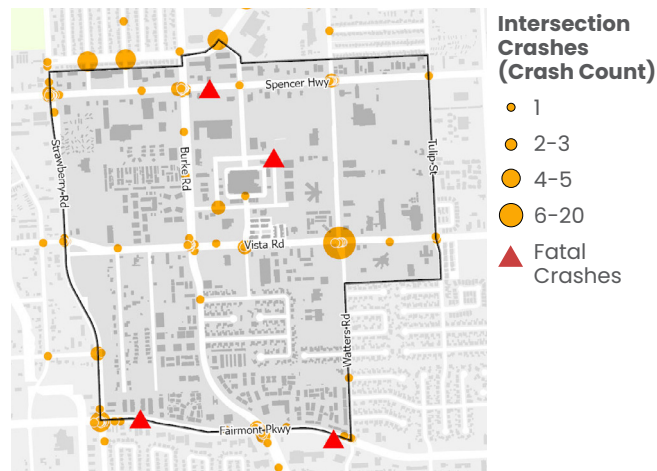 Intersection
Crashes
(Crash Count)
1
2-3
4-5
6-20
Fatal
Crashes
Spencer Hwy
Strawberry Rd
Burke Rd
Tulip St
Vista Rd
Watters Rd
Fairmont Pkwy